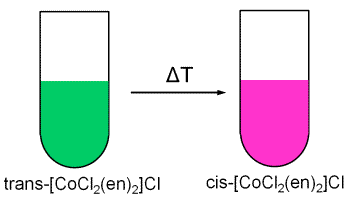 ΔT
trans-[CoCl₂(en)₂]Cl
cis-[CoCl₂(en)₂]Cl